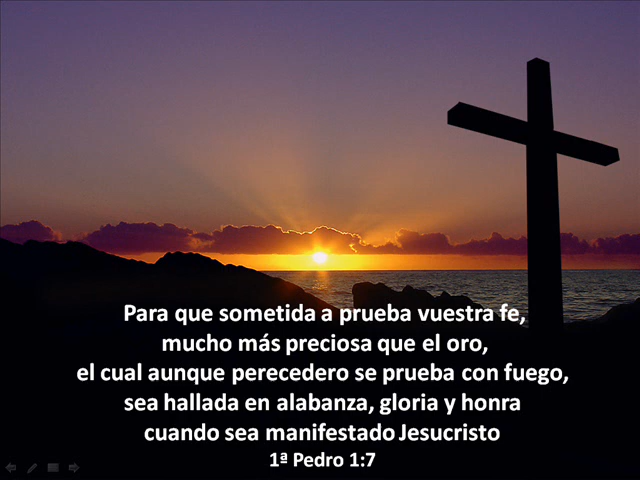 Para que sometida a prueba vuestra fe,
mucho más preciosa que el oro,
el cual aunque perecedero se prueba con fuego,
sea hallada en alabanza, gloria y honra
cuando sea manifestado Jesucristo
1ª Pedro 1:7